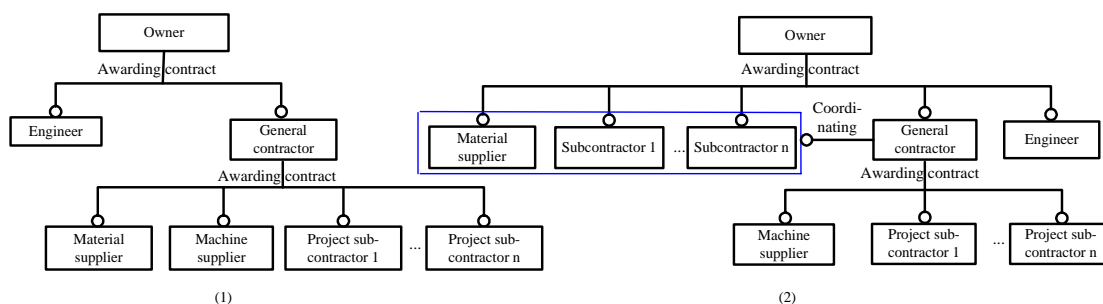 Owner
Awarding contract
Engineer
General
contractor
Awarding contract
Material
supplier
Machine
supplier
Project sub-
contractor 1
...
Project sub-
contractor n
(1)
Owner
Awarding contract
Material
supplier
Subcontractor 1
...
Subcontractor n
Coordi-
nating
General
contractor
Engineer
Awarding contract
Machine
supplier
Project sub-
contractor 1
...
Project sub-
contractor n
(2)